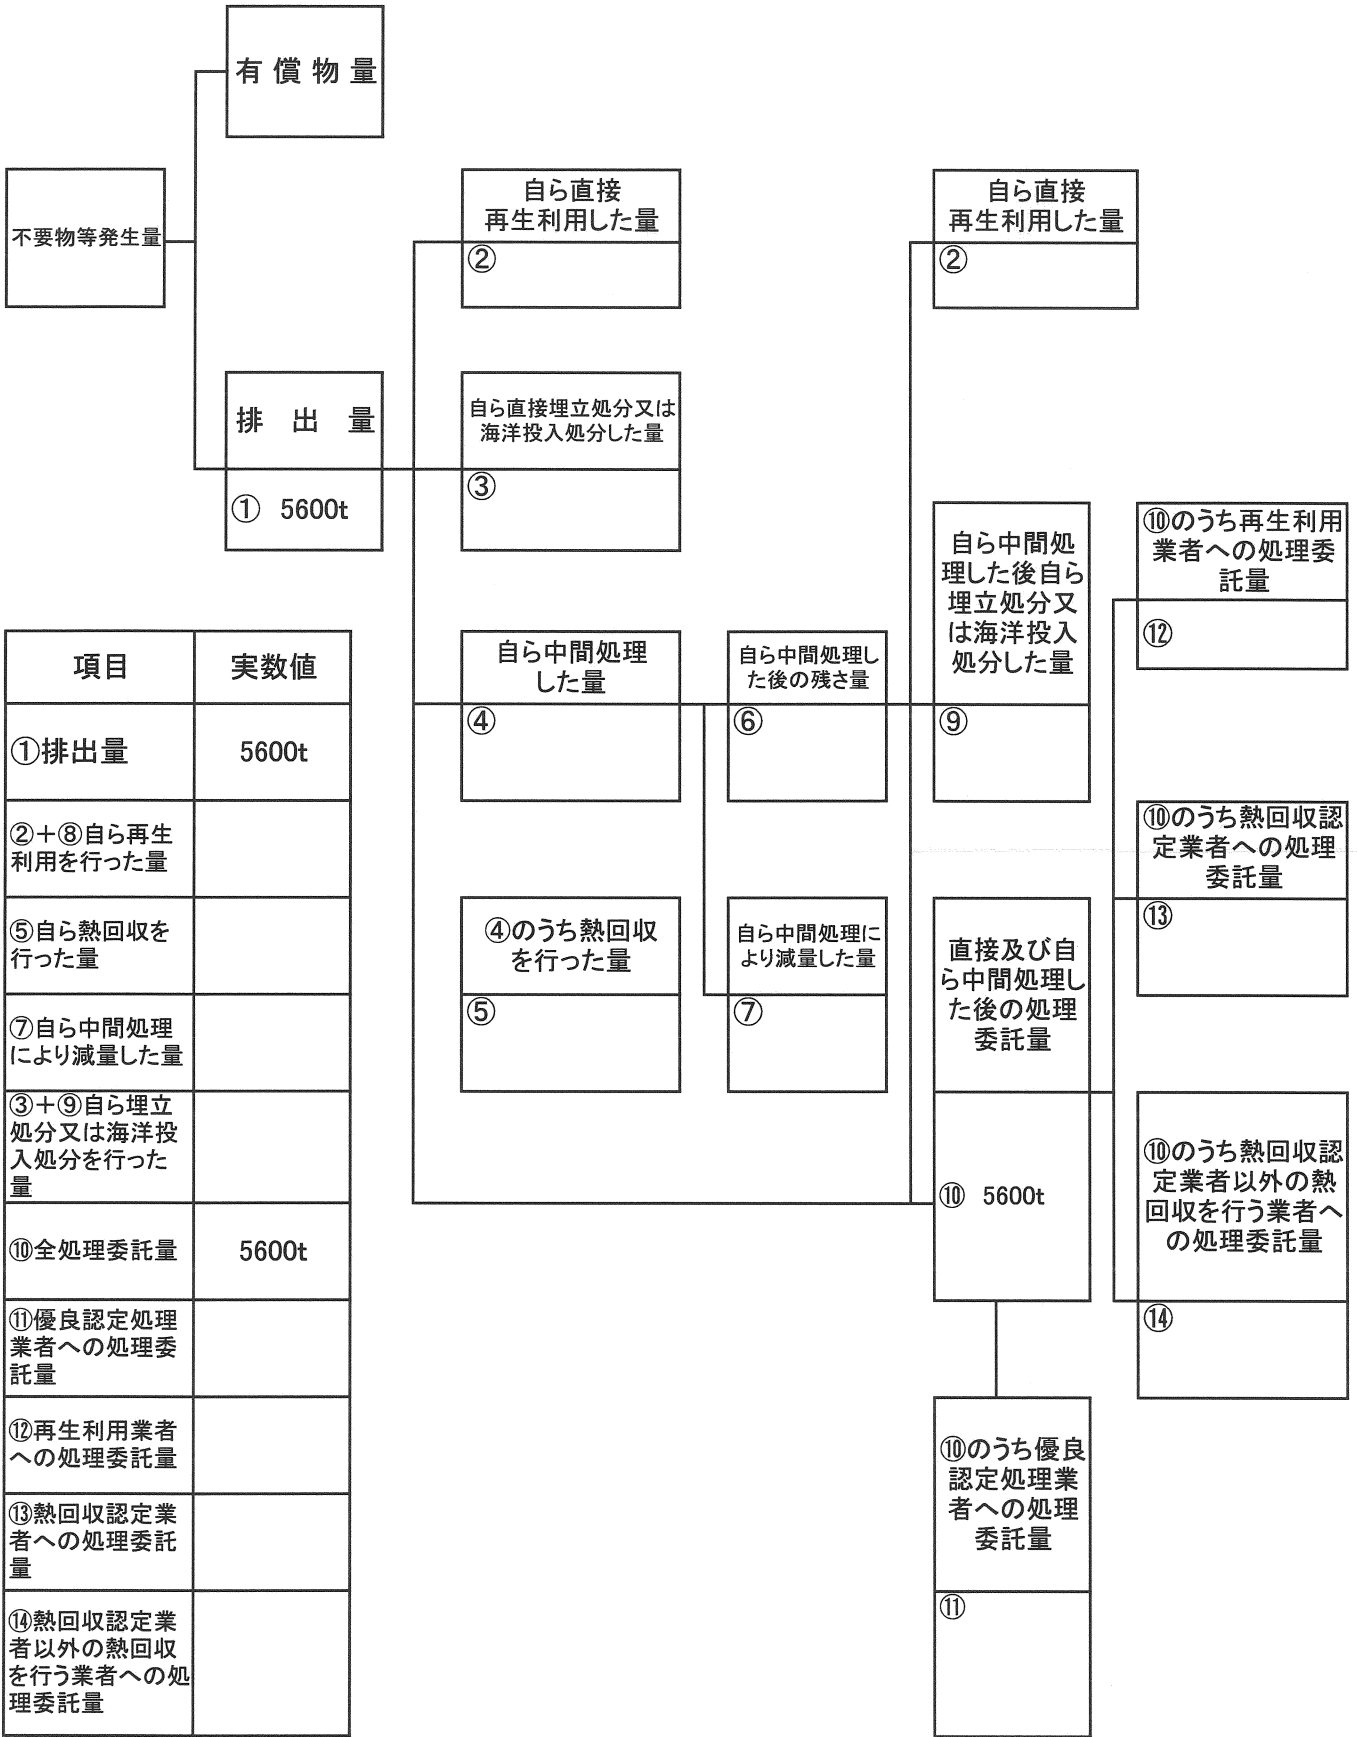 有償物量
不要物等発生量
自ら直接
再生利用した量
②
自ら直接
再生利用した量
②
排出量
① 5600t
自ら直接埋立処分又は
海洋投入処分した量
③
自ら中間処理
した量
④
自ら中間処理し
た後の残さ量
⑥
自ら中間処
理した後自ら
埋立処分又
は海洋投入
処分した量
⑨
⑩のうち再生利用
業者への処理委
託量
⑫
④のうち熱回収
を行った量
⑤
自ら中間処理に
より減量した量
⑦
直接及び自
ら中間処理し
た後の処理
委託量
⑩ 5600t
⑩のうち熱回収認
定業者への処理
委託量
⑬
⑩のうち熱回収認
定業者以外の熱
回収を行う業者へ
の処理委託量
⑭
⑩のうち優良
認定処理業
者への処理
委託量
⑪
項目 実数値
①排出量 5600t
②＋⑧自ら再生
利用を行った量
⑤自ら熱回収を
行った量
⑦自ら中間処理
により減量した量
③＋⑨自ら埋立
処分又は海洋投
入処分を行った
量
⑩全処理委託量 5600t
⑪優良認定処理
業者への処理委
託量
⑫再生利用業者
への処理委託量
⑬熱回収認定業
者への処理委託
量
⑭熱回収認定業
者以外の熱回収
を行う業者への処
理委託量